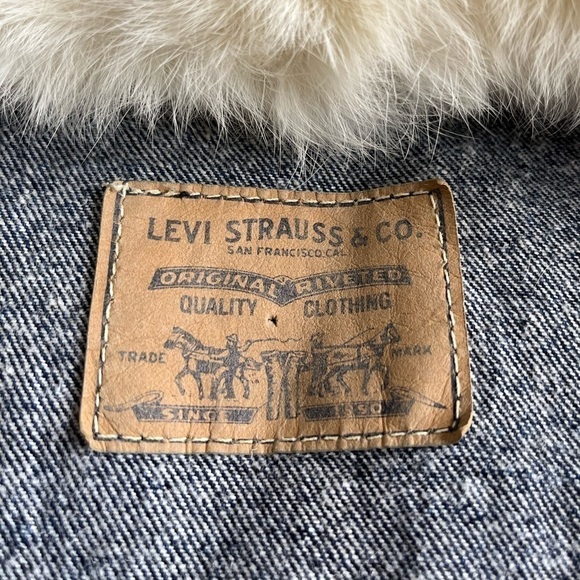 LEVI STRAUSS & CO.
SAN FRANCISCO CAL
ORIGINAL RIVETED
QUALITY CLOTHING
TRADE MARK
SINCE 1850